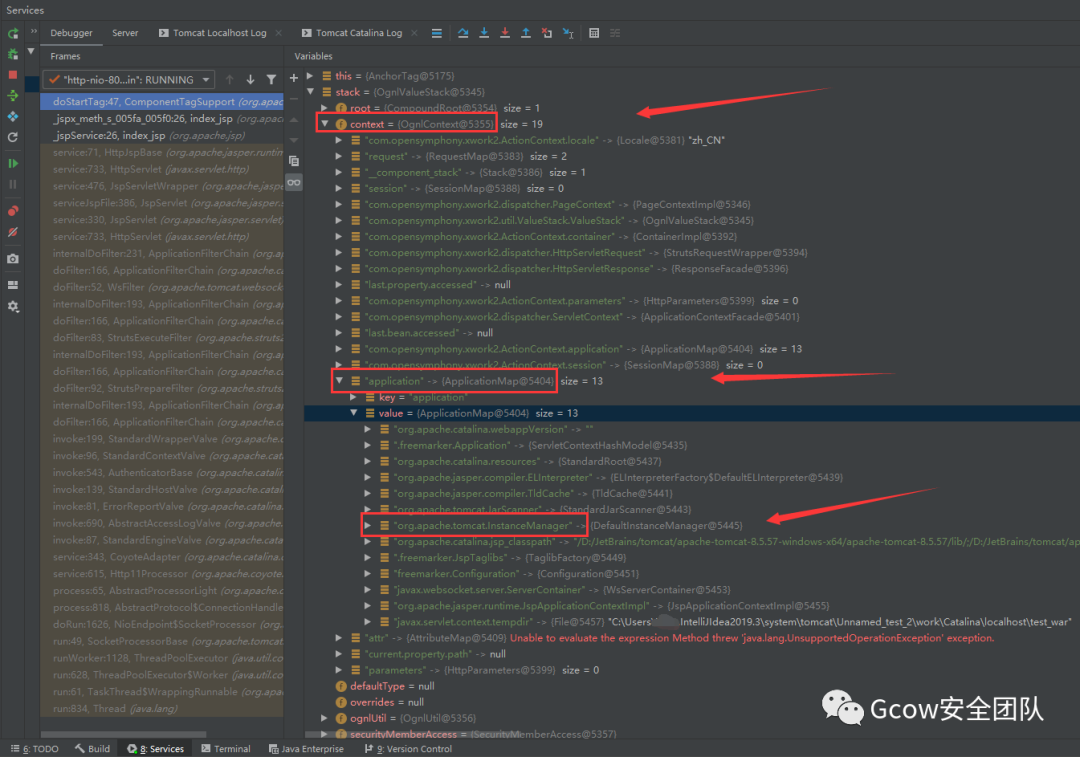 Services
Debugger Server Tomcat Localhost Log × Tomcat Catalina Log ×
Frames
Variables
"http-nio-80...in": RUNNING
doStartTag:47, ComponentTagSupport (org.apac
_jspx_meth_s_005fa_005f0:26, index_jsp (org.apache
_jspService:26, index_jsp (org.apache.jsp)
service:71, HttpJspBase (org.apache.jasper.runtim
service:733, HttpServlet (javax.servlet.http)
service:476, JspServletWrapper (org.apache.jaspe
serviceJspFile:386, JspServlet (org.apache.jasper.s
service:330, JspServlet (org.apache.jasper.servlet)
service:733, HttpServlet (javax.servlet.http)
internalDoFilter:231, ApplicationFilterChain (org.ap
doFilter:166, ApplicationFilterChain (org.apache.ca
doFilter:52, WsFilter (org.apache.tomcat.websock
internalDoFilter:193, ApplicationFilterChain (org.ap
doFilter:166, ApplicationFilterChain (org.apache.ca
doFilter:83, StrutsExecuteFilter (org.apache.struts2
internalDoFilter:193, ApplicationFilterChain (org.ap
doFilter:166, ApplicationFilterChain (org.apache.ca
doFilter:92, StrutsPrepareFilter (org.apache.struts
internalDoFilter:193, ApplicationFilterChain (org.ap
doFilter:166, ApplicationFilterChain (org.apache.ca
invoke:199, StandardWrapperValve (org.apache.c
invoke:96, StandardContextValve (org.apache.cat
invoke:543, AuthenticatorBase (org.apache.catalin
invoke:139, StandardHostValve (org.apache.catal
invoke:81, ErrorReportValve (org.apache.catalina.
invoke:690, AbstractAccessLogValve (org.apache.
invoke:87, StandardEngineValve (org.apache.catal
service:343, CoyoteAdapter (org.apache.catalina.
service:615, Http11Processor (org.apache.coyote
process:65, AbstractProcessorLight (org.apache.c
process:818, AbstractProtocol$ConnectionHandle
doRun:1626, NioEndpoint$SocketProcessor (org.a
run:49, SocketProcessorBase (org.apache.tomcat
runWorker:1128, ThreadPoolExecutor (java.util.co
run:628, ThreadPoolExecutor$Worker (java.util.co
run:61, TaskThread$WrappingRunnable (org.apac
run:834, Thread (java.lang)
this = {AnchorTag@5175}
stack = {OgnlValueStack@5345}
root = {CompoundRoot@5354} size = 1
context = {OgnlContext@5355} size = 19
"com.opensymphony.xwork2.ActionContext.locale" -> {Locale@5381} "zh_CN"
"request" -> {RequestMap@5383} size = 2
"__component_stack" -> {Stack@5386} size = 1
"session" -> {SessionMap@5388} size = 0
"com.opensymphony.xwork2.dispatcher.PageContext" -> {PageContextImpl@5346}
"com.opensymphony.xwork2.util.ValueStack.ValueStack" -> {OgnlValueStack@5345}
"com.opensymphony.xwork2.ActionContext.container" -> {ContainerImpl@5392}
"com.opensymphony.xwork2.dispatcher.HttpServletRequest" -> {StrutsRequestWrapper@5394}
"com.opensymphony.xwork2.dispatcher.HttpServletResponse" -> {ResponseFacade@5396}
"last.property.accessed" -> null
"com.opensymphony.xwork2.ActionContext.parameters" -> {HttpParameters@5399} size = 0
"com.opensymphony.xwork2.dispatcher.ServletContext" -> {ApplicationContextFacade@5401}
"last.bean.accessed" -> null
"com.opensymphony.xwork2.ActionContext.application" -> {ApplicationMap@5404} size = 13
"com.opensymphony.xwork2.ActionContext.session" -> {SessionMap@5388} size = 0
"application" -> {ApplicationMap@5404} size = 13
key = "application"
value = {ApplicationMap@5404} size = 13
"org.apache.catalina.webappVersion" -> ""
".freemarker.Application" -> {ServletContextHashModel@5435}
"org.apache.catalina.resources" -> {StandardRoot@5437}
"org.apache.jasper.compiler.ELInterpreter" -> {ELInterpreterFactory$DefaultELInterpreter@5439}
"org.apache.jasper.compiler.TldCache" -> {TldCache@5441}
"org.apache.tomcat.JarScanner" -> {StandardJarScanner@5443}
"org.apache.tomcat.InstanceManager" -> {DefaultInstanceManager@5445}
"org.apache.catalina.jsp_classpath" -> "/D:/JetBrains/tomcat/apache-tomcat-8.5.57-windows-x64/apache-tomcat-8.5.57/lib/;/D:/JetBrains/tomcat/ap
".freemarker.JspTaglibs" -> {TaglibFactory@5449}
"freemarker.Configuration" -> {Configuration@5451}
"javax.websocket.server.ServerContainer" -> {WsServerContainer@5453}
"org.apache.jasper.runtime.JspApplicationContextImpl" -> {JspApplicationContextImpl@5455}
"javax.servlet.context.tempdir" -> {File@5457} "C:\Users\ .IntelliJIdea2019.3\system\tomcat\Unnamed_test_2\work\Catalina\localhost\test_war"
"attr" -> {AttributeMap@5409} Unable to evaluate the expression Method threw 'java.lang.UnsupportedOperationException' exception.
"current.property.path" -> null
"parameters" -> {HttpParameters@5399} size = 0
defaultType = null
overrides = null
ognlUtil = {OgnlUtil@5356}
securityMemberAccess = {SecurityMemberAccess@5357}
Gcow安全团队
6: TODO Build 8: Services Terminal Java Enterprise 9: Version Control